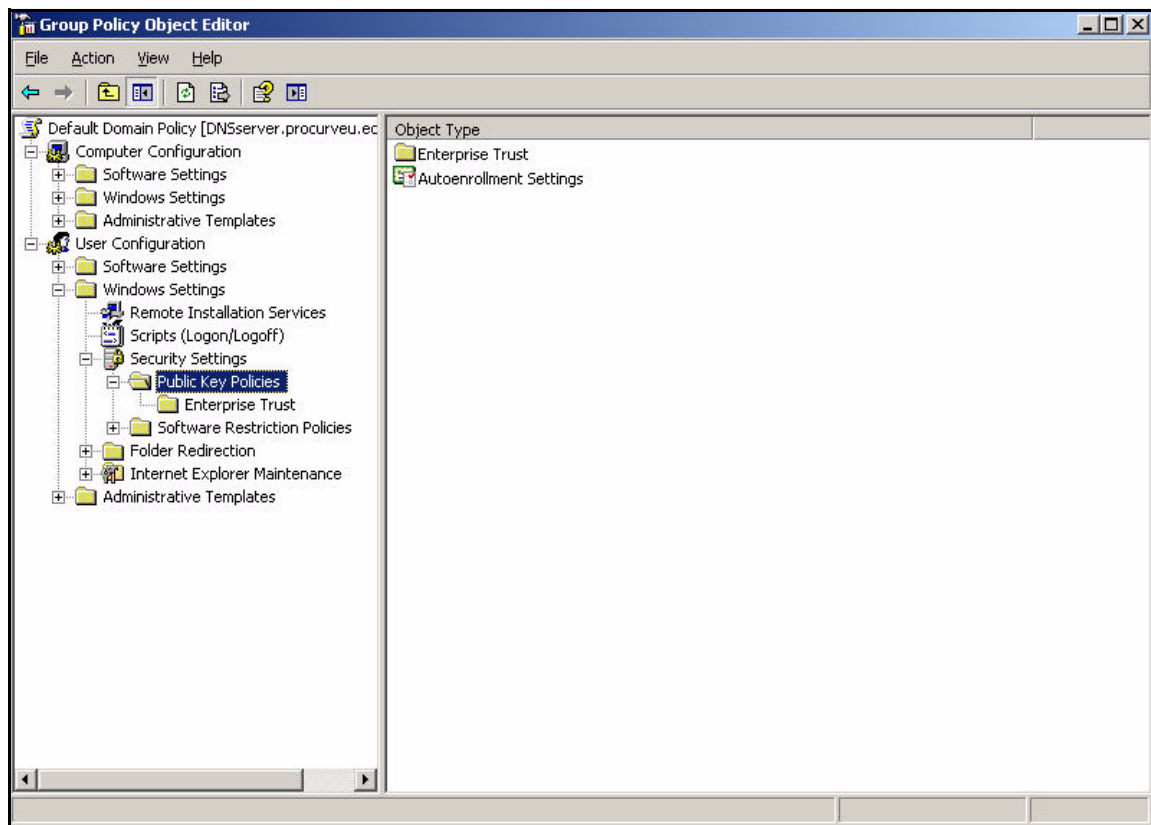 Group Policy Object Editor
File Action View Help
Default Domain Policy [DNSserver.procurveu.ec
Computer Configuration
Software Settings
Windows Settings
Administrative Templates
User Configuration
Software Settings
Windows Settings
Remote Installation Services
Scripts (Logon/Logoff)
Security Settings
Public Key Policies
Enterprise Trust
Software Restriction Policies
Folder Redirection
Internet Explorer Maintenance
Administrative Templates
Object Type
Enterprise Trust
Autoenrollment Settings